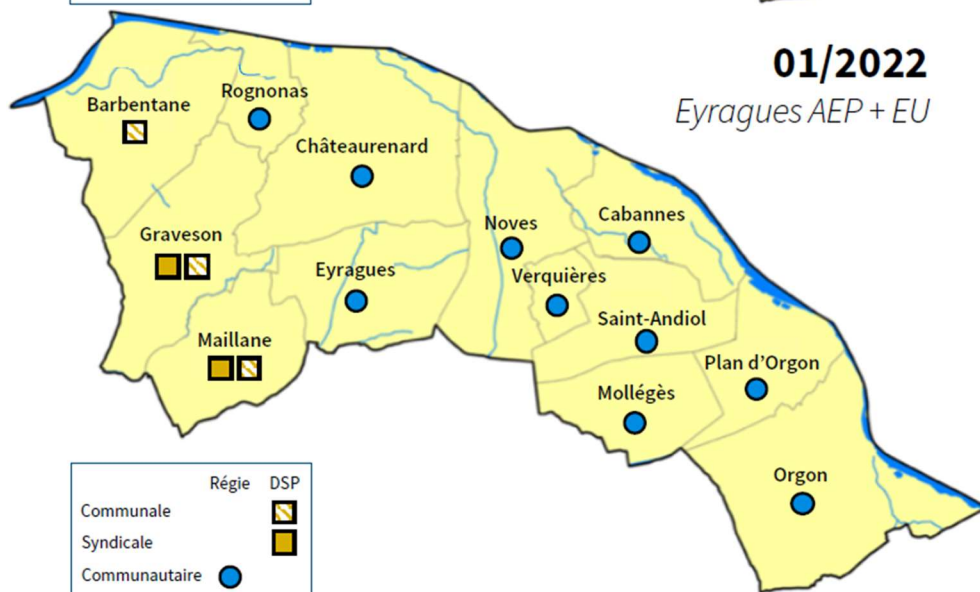 01/2022
Eyragues AEP + EU
Rognonas
Barbentane
Châteaurenard
Cabannes
Noves
Graveson
Eyragues
Verquières
Saint-Andiol
Maillane
Plan d'Orgon
Mollégès
Orgon
Régie DSP
Communale
Syndicale
Communautaire